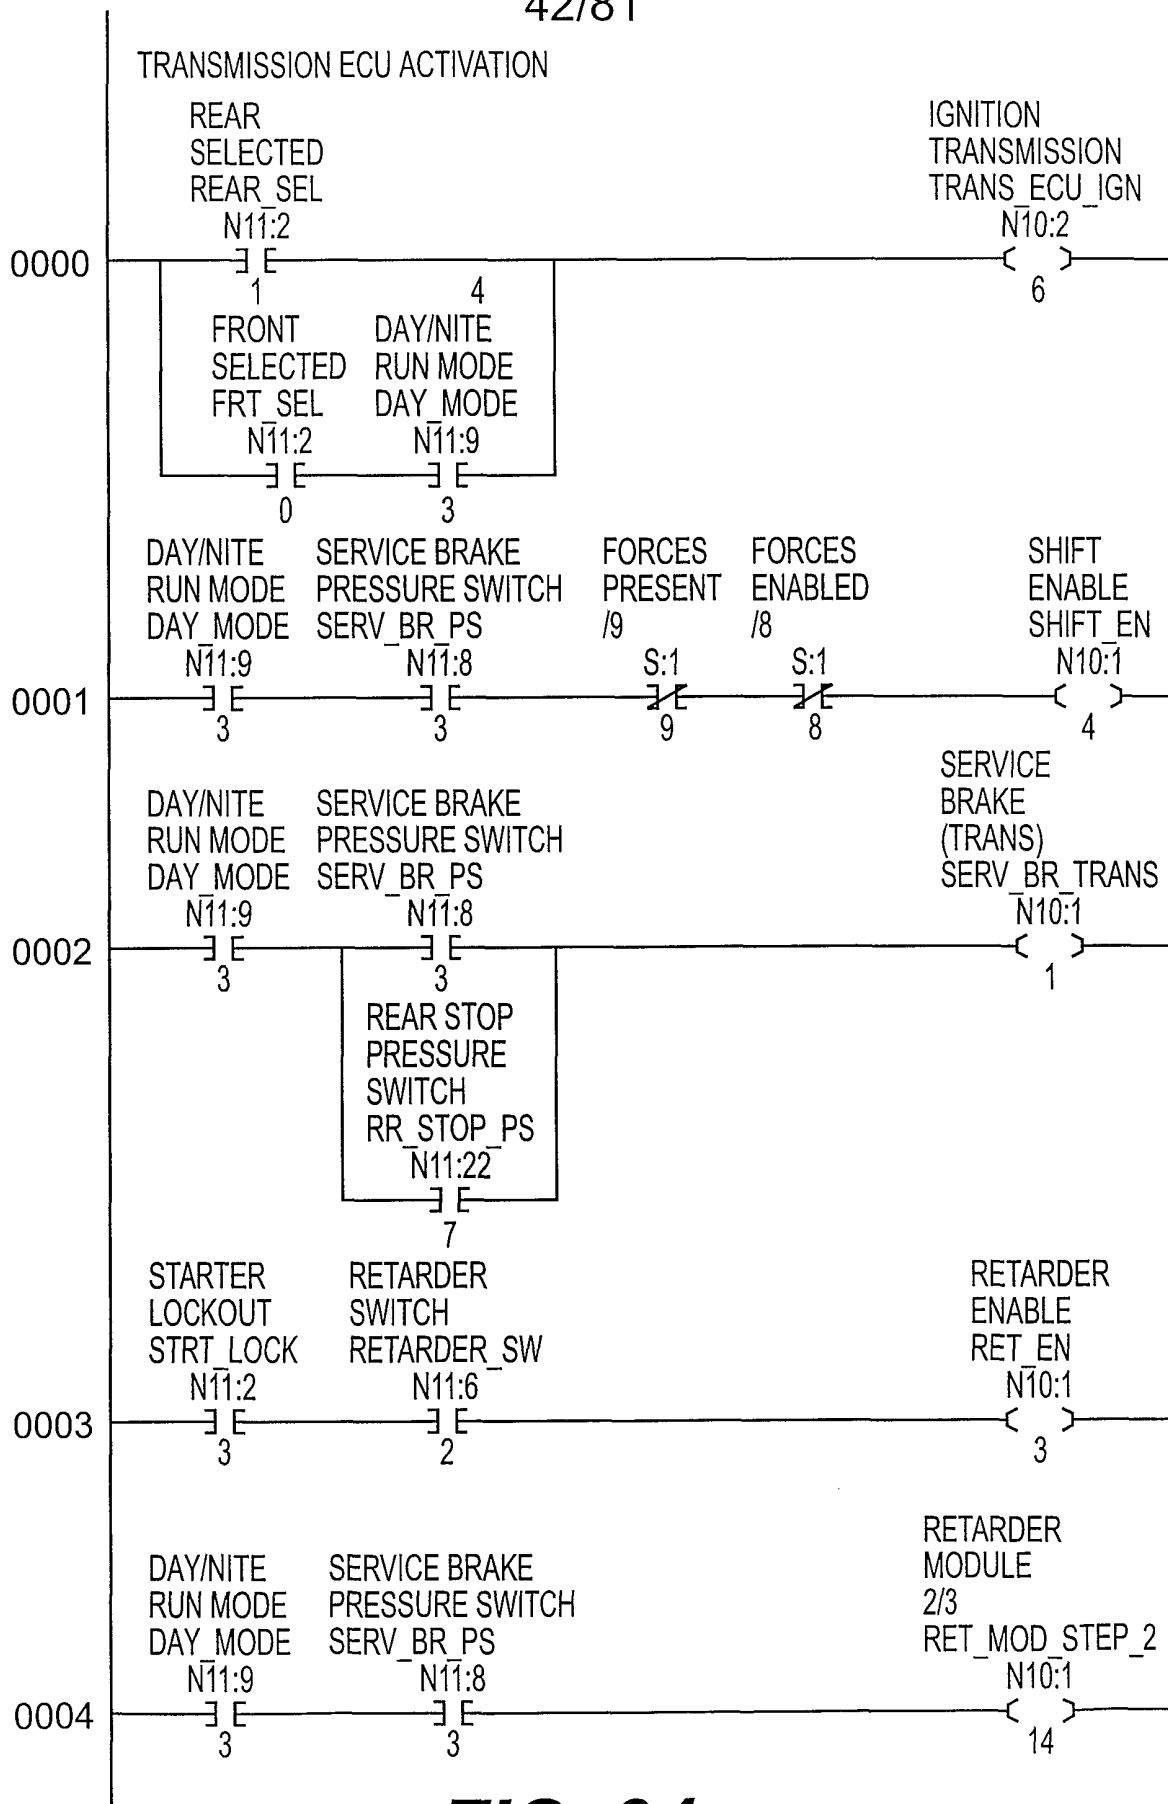 42/81
TRANSMISSION ECU ACTIVATION
REAR
SELECTED
REAR_SEL
N11:2
1
4
IGNITION
TRANSMISSION
TRANS_ECU_IGN
N10:2
6
0000
FRONT
SELECTED
FRT_SEL
N11:2
0
DAY/NITE
RUN MODE
DAY_MODE
N11:9
3
DAY/NITE
RUN MODE
DAY_MODE
N11:9
3
SERVICE BRAKE
PRESSURE SWITCH
SERV_BR_PS
N11:8
3
FORCES
PRESENT
/9
S:1
9
FORCES
ENABLED
/8
S:1
8
SHIFT
ENABLE
SHIFT_EN
N10:1
4
0001
DAY/NITE
RUN MODE
DAY_MODE
N11:9
3
SERVICE BRAKE
PRESSURE SWITCH
SERV_BR_PS
N11:8
3
SERVICE
BRAKE
(TRANS)
SERV_BR_TRANS
N10:1
1
0002
REAR STOP
PRESSURE
SWITCH
RR_STOP_PS
N11:22
7
STARTER
LOCKOUT
STRT_LOCK
N11:2
3
RETARDER
SWITCH
RETARDER_SW
N11:6
2
RETARDER
ENABLE
RET_EN
N10:1
3
0003
DAY/NITE
RUN MODE
DAY_MODE
N11:9
3
SERVICE BRAKE
PRESSURE SWITCH
SERV_BR_PS
N11:8
3
RETARDER
MODULE
2/3
RET_MOD_STEP_2
N10:1
14
0004